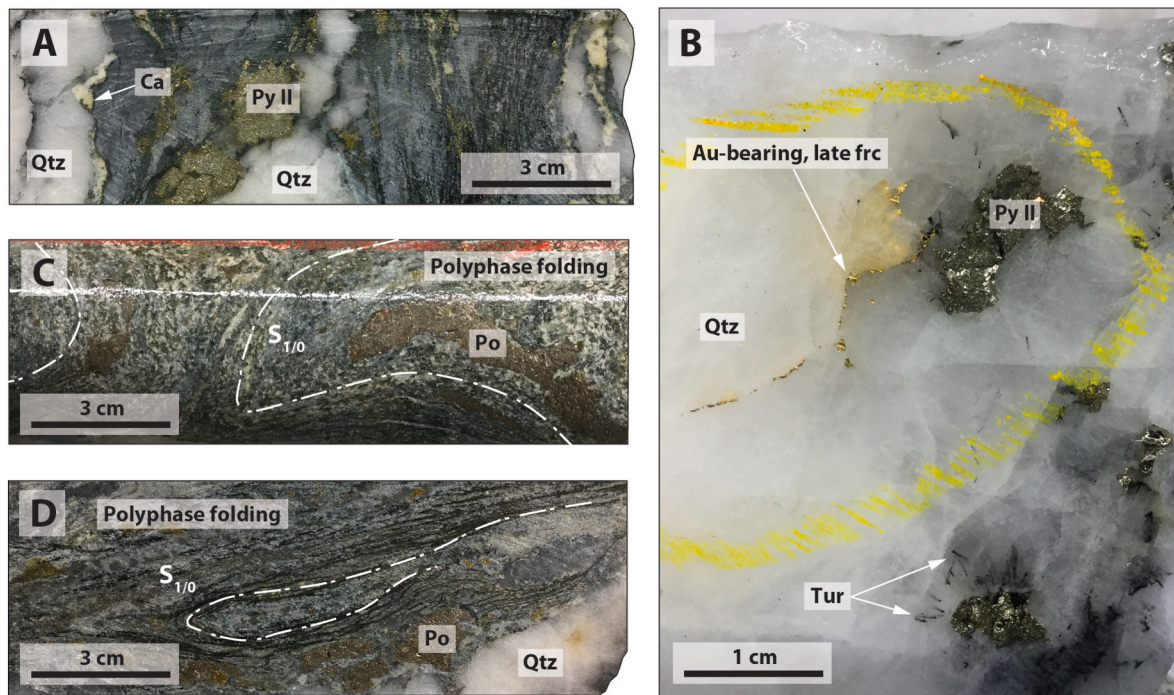 A
Ca
Py II
Qtz
Qtz
3 cm
B
Au-bearing, late frc
Py II
Qtz
Tur
1 cm
C
Polyphase folding
S1/0
Po
3 cm
D
Polyphase folding
S1/0
Po
Qtz
3 cm